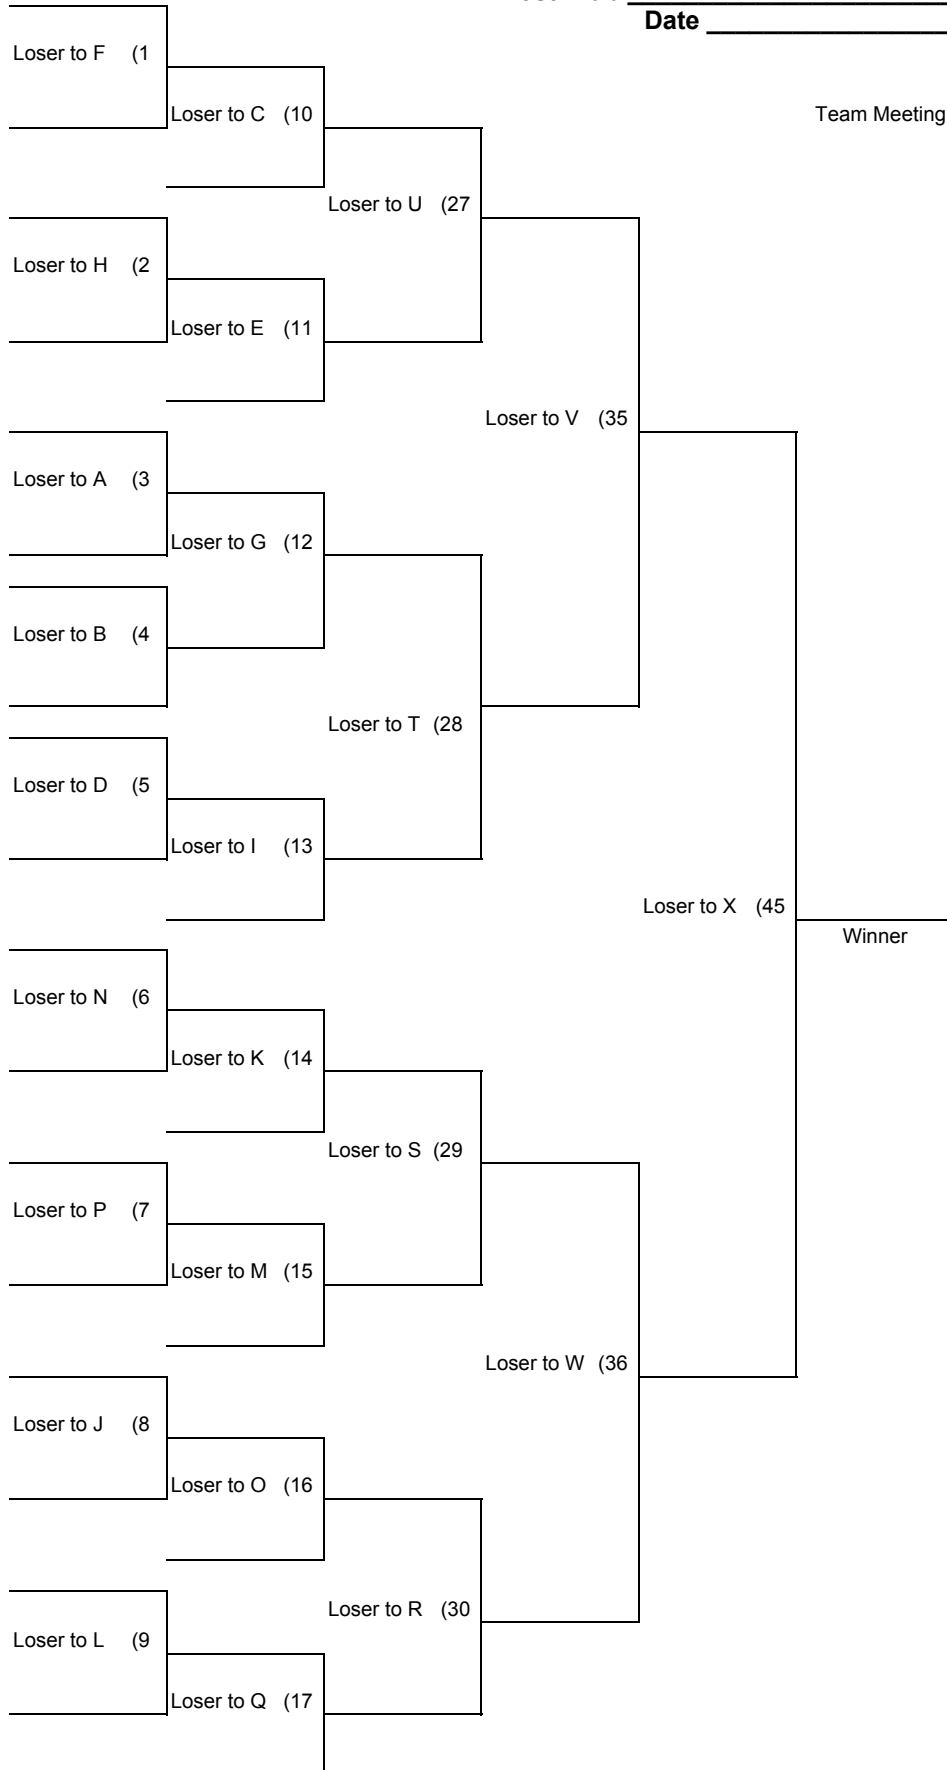 Date
Loser to F (1
Loser to C (10
Team Meeting
Loser to U (27
Loser to H (2
Loser to E (11
Loser to V (35
Loser to A (3
Loser to G (12
Loser to B (4
Loser to T (28
Loser to D (5
Loser to I (13
Loser to X (45
Winner
Loser to N (6
Loser to K (14
Loser to S (29
Loser to P (7
Loser to M (15
Loser to W (36
Loser to J (8
Loser to O (16
Loser to R (30
Loser to L (9
Loser to Q (17